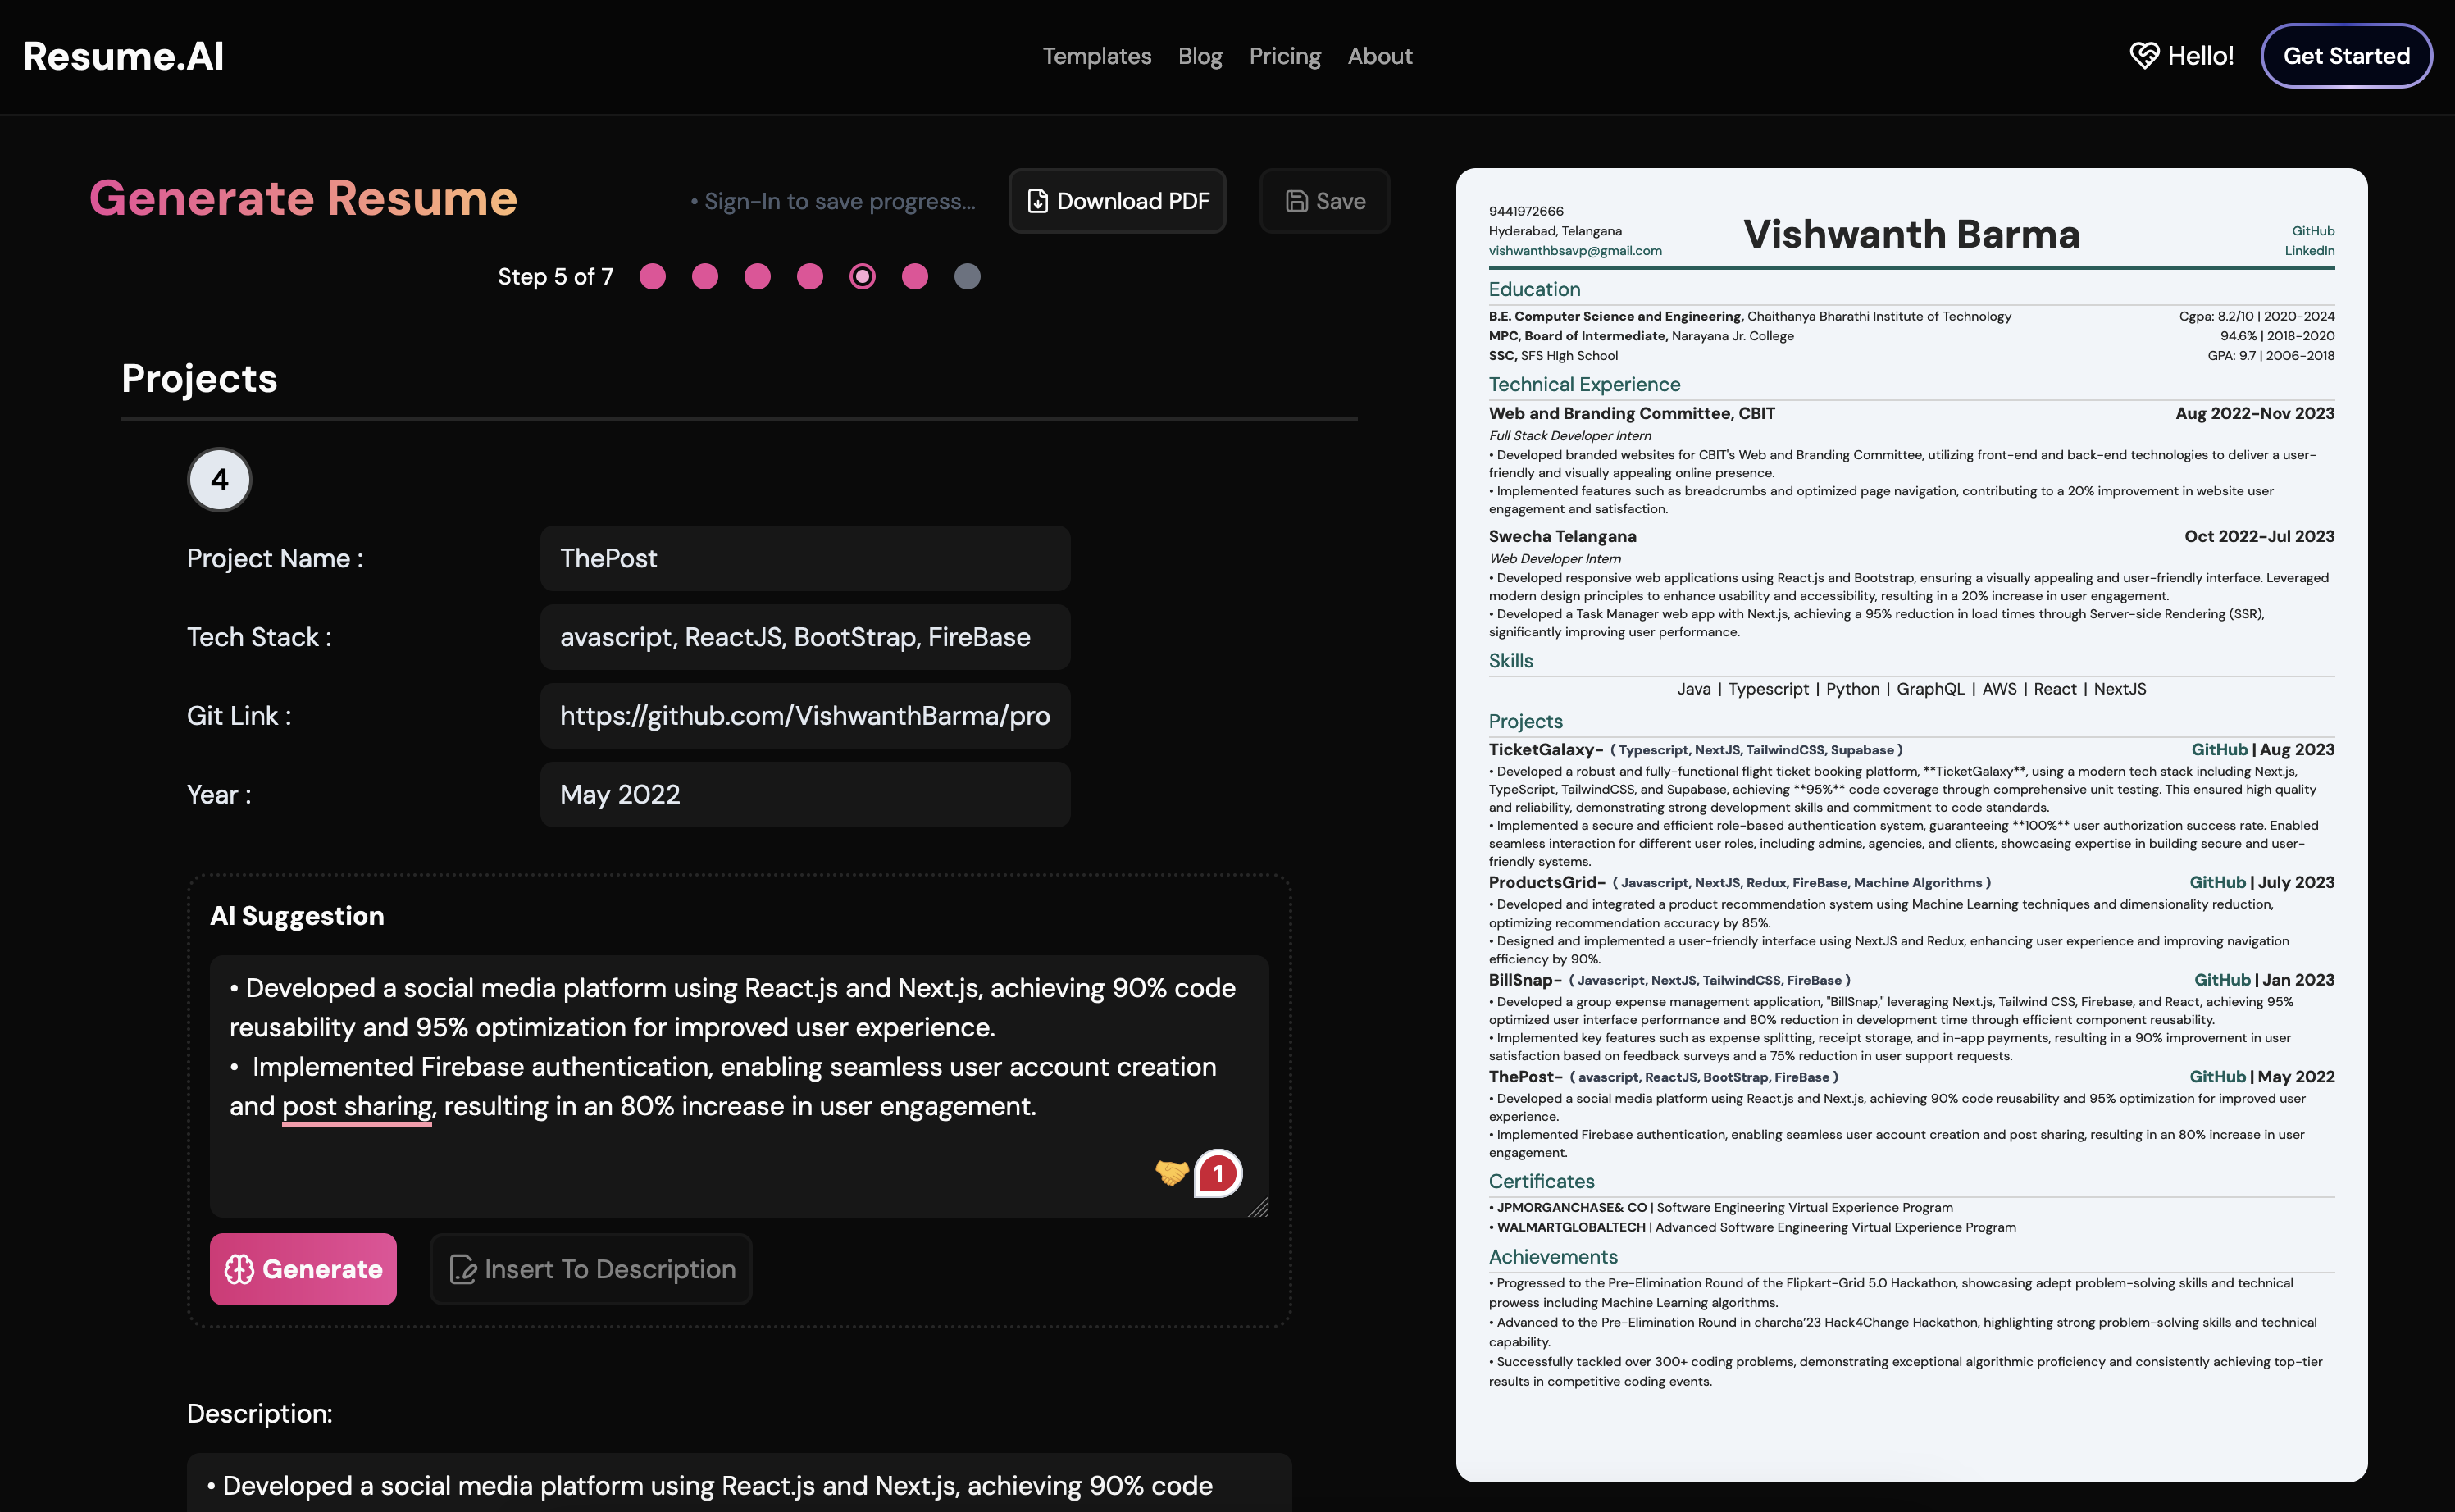 Resume.AI
Templates Blog Pricing About
Hello! Get Started
Generate Resume
• Sign-In to save progress...
Download PDF
Save
Step 5 of 7
Projects
4
Project Name :
ThePost
Tech Stack :
avascript, ReactJS, BootStrap, FireBase
Git Link :
https://github.com/VishwanthBarma/pro
Year :
May 2022
AI Suggestion
• Developed a social media platform using React.js and Next.js, achieving 90% code
reusability and 95% optimization for improved user experience.
• Implemented Firebase authentication, enabling seamless user account creation
and post sharing, resulting in an 80% increase in user engagement.
1
Generate
Insert To Description
Description:
• Developed a social media platform using React.js and Next.js, achieving 90% code
9441972666
Hyderabad, Telangana
vishwanthbsavp@gmail.com
Vishwanth Barma
GitHub
LinkedIn
Education
B.E. Computer Science and Engineering, Chaithanya Bharathi Institute of Technology Cgpa: 8.2/10 | 2020-2024
MPC, Board of Intermediate, Narayana Jr. College 94.6% | 2018-2020
SSC, SFS HIgh School GPA: 9.7 | 2006-2018
Technical Experience
Web and Branding Committee, CBIT Aug 2022-Nov 2023
Full Stack Developer Intern
• Developed branded websites for CBIT's Web and Branding Committee, utilizing front-end and back-end technologies to deliver a user-
friendly and visually appealing online presence.
• Implemented features such as breadcrumbs and optimized page navigation, contributing to a 20% improvement in website user
engagement and satisfaction.
Swecha Telangana Oct 2022-Jul 2023
Web Developer Intern
• Developed responsive web applications using React.js and Bootstrap, ensuring a visually appealing and user-friendly interface. Leveraged
modern design principles to enhance usability and accessibility, resulting in a 20% increase in user engagement.
• Developed a Task Manager web app with Next.js, achieving a 95% reduction in load times through Server-side Rendering (SSR),
significantly improving user performance.
Skills
Java | Typescript | Python | GraphQL | AWS | React | NextJS
Projects
TicketGalaxy- ( Typescript, NextJS, TailwindCSS, Supabase ) GitHub | Aug 2023
• Developed a robust and fully-functional flight ticket booking platform, **TicketGalaxy**, using a modern tech stack including Next.js,
TypeScript, TailwindCSS, and Supabase, achieving **95%** code coverage through comprehensive unit testing. This ensured high quality
and reliability, demonstrating strong development skills and commitment to code standards.
• Implemented a secure and efficient role-based authentication system, guaranteeing **100%** user authorization success rate. Enabled
seamless interaction for different user roles, including admins, agencies, and clients, showcasing expertise in building secure and user-
friendly systems.
ProductsGrid- ( Javascript, NextJS, Redux, FireBase, Machine Algorithms ) GitHub | July 2023
• Developed and integrated a product recommendation system using Machine Learning techniques and dimensionality reduction,
optimizing recommendation accuracy by 85%.
• Designed and implemented a user-friendly interface using NextJS and Redux, enhancing user experience and improving navigation
efficiency by 90%.
BillSnap- ( Javascript, NextJS, TailwindCSS, FireBase ) GitHub | Jan 2023
• Developed a group expense management application, "BillSnap," leveraging Next.js, Tailwind CSS, Firebase, and React, achieving 95%
optimized user interface performance and 80% reduction in development time through efficient component reusability.
• Implemented key features such as expense splitting, receipt storage, and in-app payments, resulting in a 90% improvement in user
satisfaction based on feedback surveys and a 75% reduction in user support requests.
ThePost- ( avascript, ReactJS, BootStrap, FireBase ) GitHub | May 2022
• Developed a social media platform using React.js and Next.js, achieving 90% code reusability and 95% optimization for improved user
experience.
• Implemented Firebase authentication, enabling seamless user account creation and post sharing, resulting in an 80% increase in user
engagement.
Certificates
• JPMORGANCHASE& CO | Software Engineering Virtual Experience Program
• WALMARTGLOBALTECH | Advanced Software Engineering Virtual Experience Program
Achievements
• Progressed to the Pre-Elimination Round of the Flipkart-Grid 5.0 Hackathon, showcasing adept problem-solving skills and technical
prowess including Machine Learning algorithms.
• Advanced to the Pre-Elimination Round in charcha'23 Hack4Change Hackathon, highlighting strong problem-solving skills and technical
capability.
• Successfully tackled over 300+ coding problems, demonstrating exceptional algorithmic proficiency and consistently achieving top-tier
results in competitive coding events.